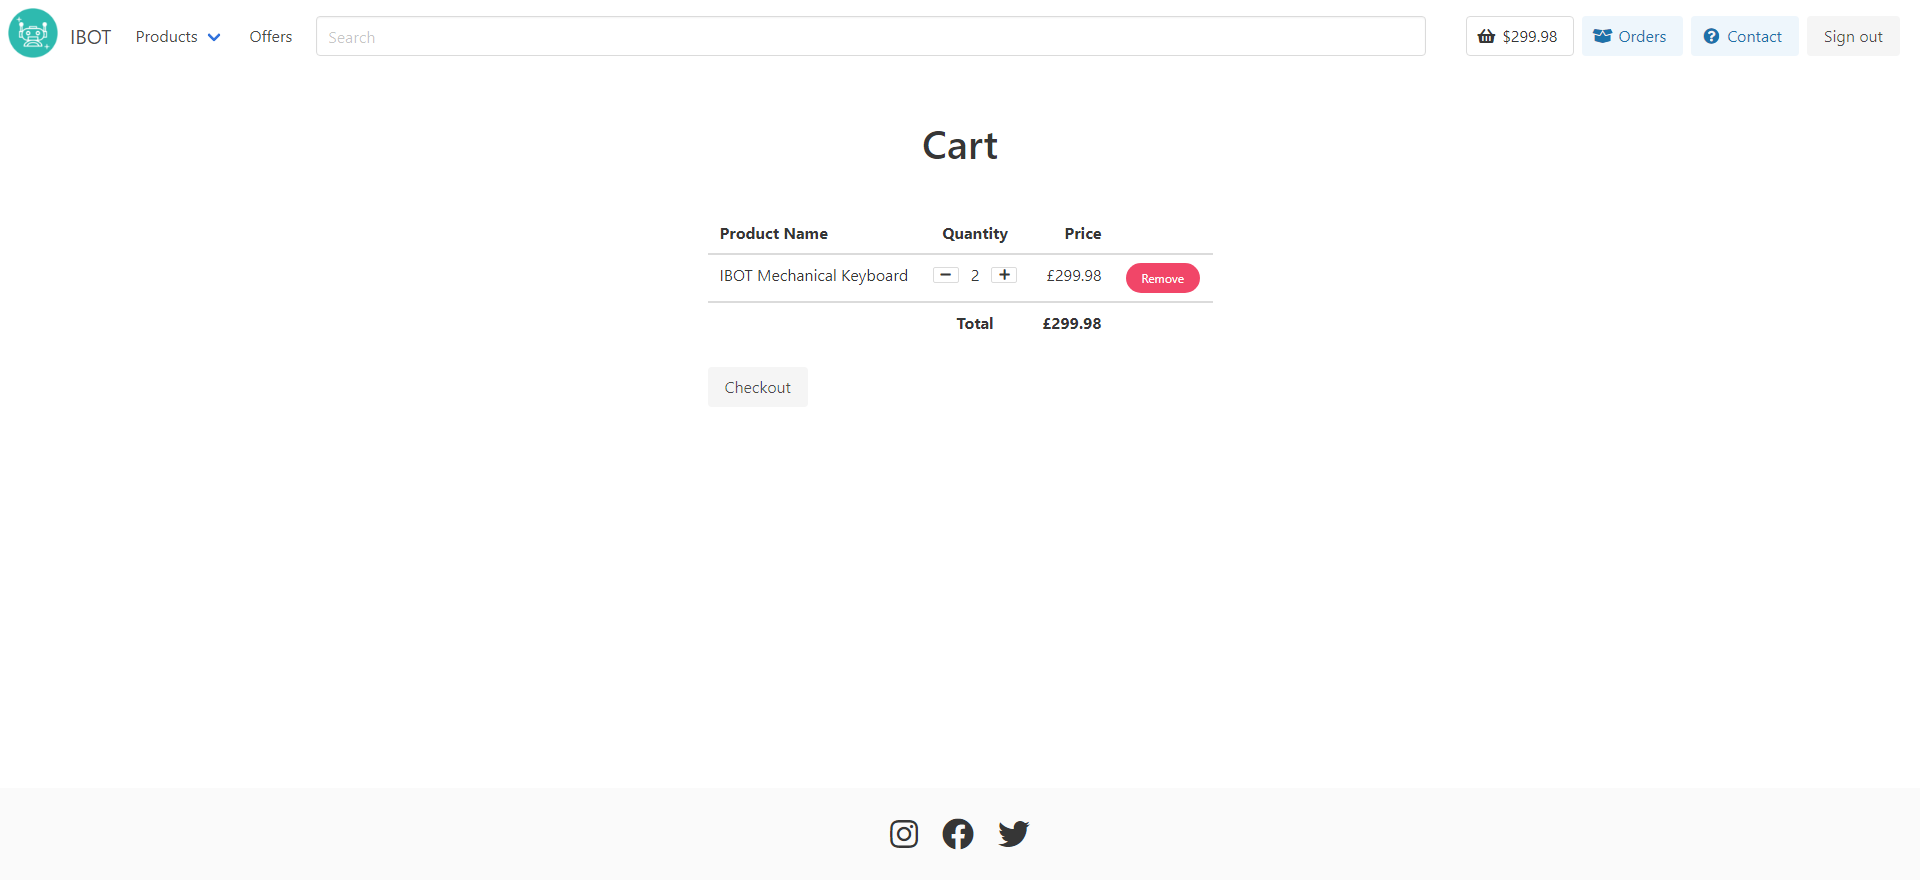 IBOT Products Offers Search $299.98 Orders Contact Sign out
Cart
Product Name Quantity Price
IBOT Mechanical Keyboard 2 £299.98 Remove
Total £299.98
Checkout